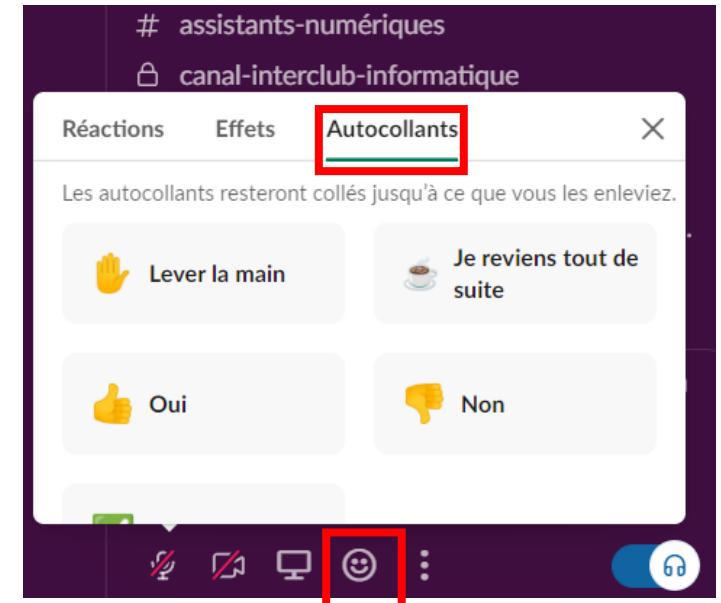 # assistants-numériques
canal-interclub-informatique
Réactions Effets Autocollants
Les autocollants resteront collés jusqu'à ce que vous les enleviez.
Lever la main
Je reviens tout de
suite
Oui
Non